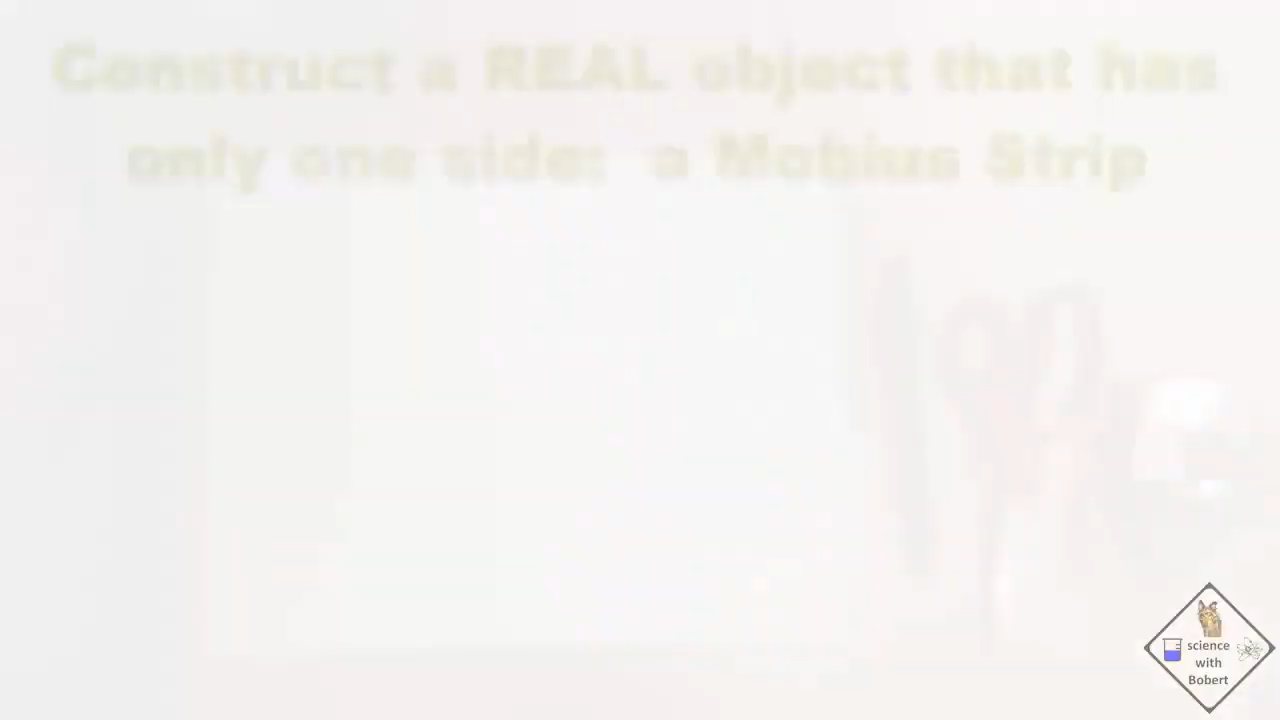 Construct a REAL object that has
only one side: a Mobius Strip
science
with
Bobert